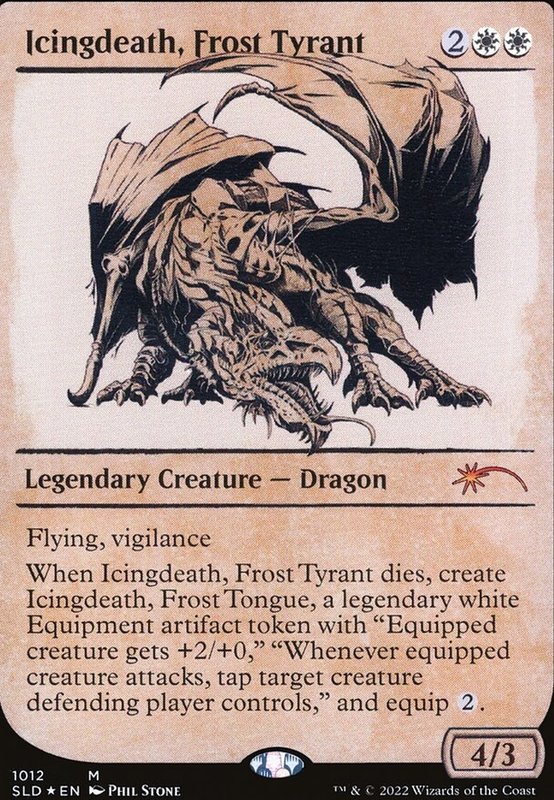 Icingdeath, Frost Tyrant 2
Legendary Creature — Dragon
Flying, vigilance
When Icingdeath, Frost Tyrant dies, create
Icingdeath, Frost Tongue, a legendary white
Equipment artifact token with “Equipped
creature gets +2/+0,” “Whenever equipped
creature attacks, tap target creature
defending player controls,” and equip 2.
4/3
1012 M
SLD ★ EN Phil Stone
™ & © 2022 Wizards of the Coast